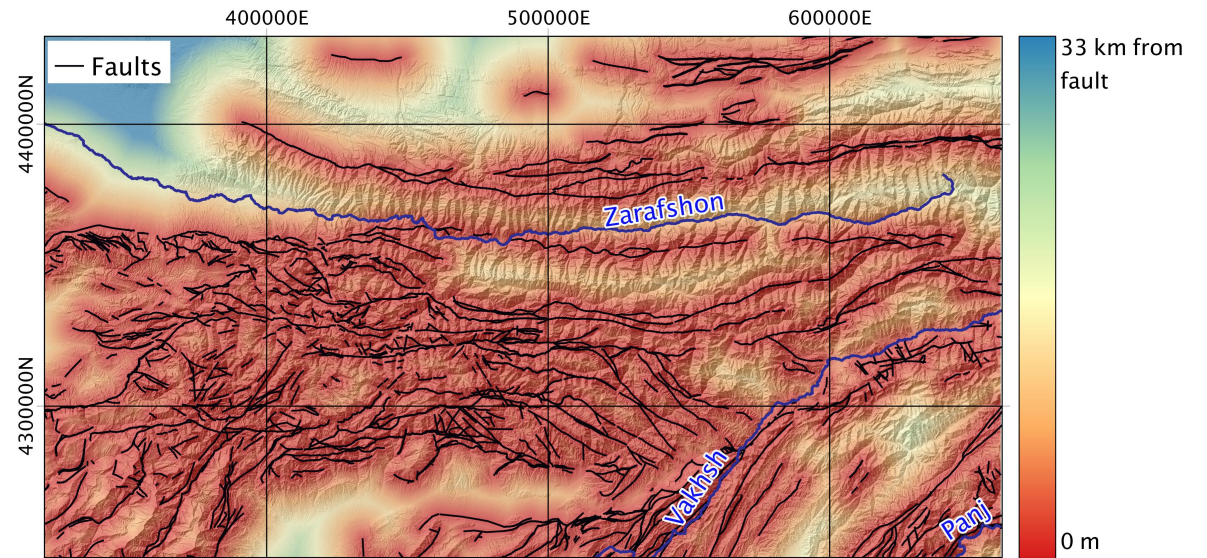 400000E 500000E 600000E
Faults
33 km from
fault
4400000N
Zarafshon
4300000N
Vakhsh
Panj
0 m